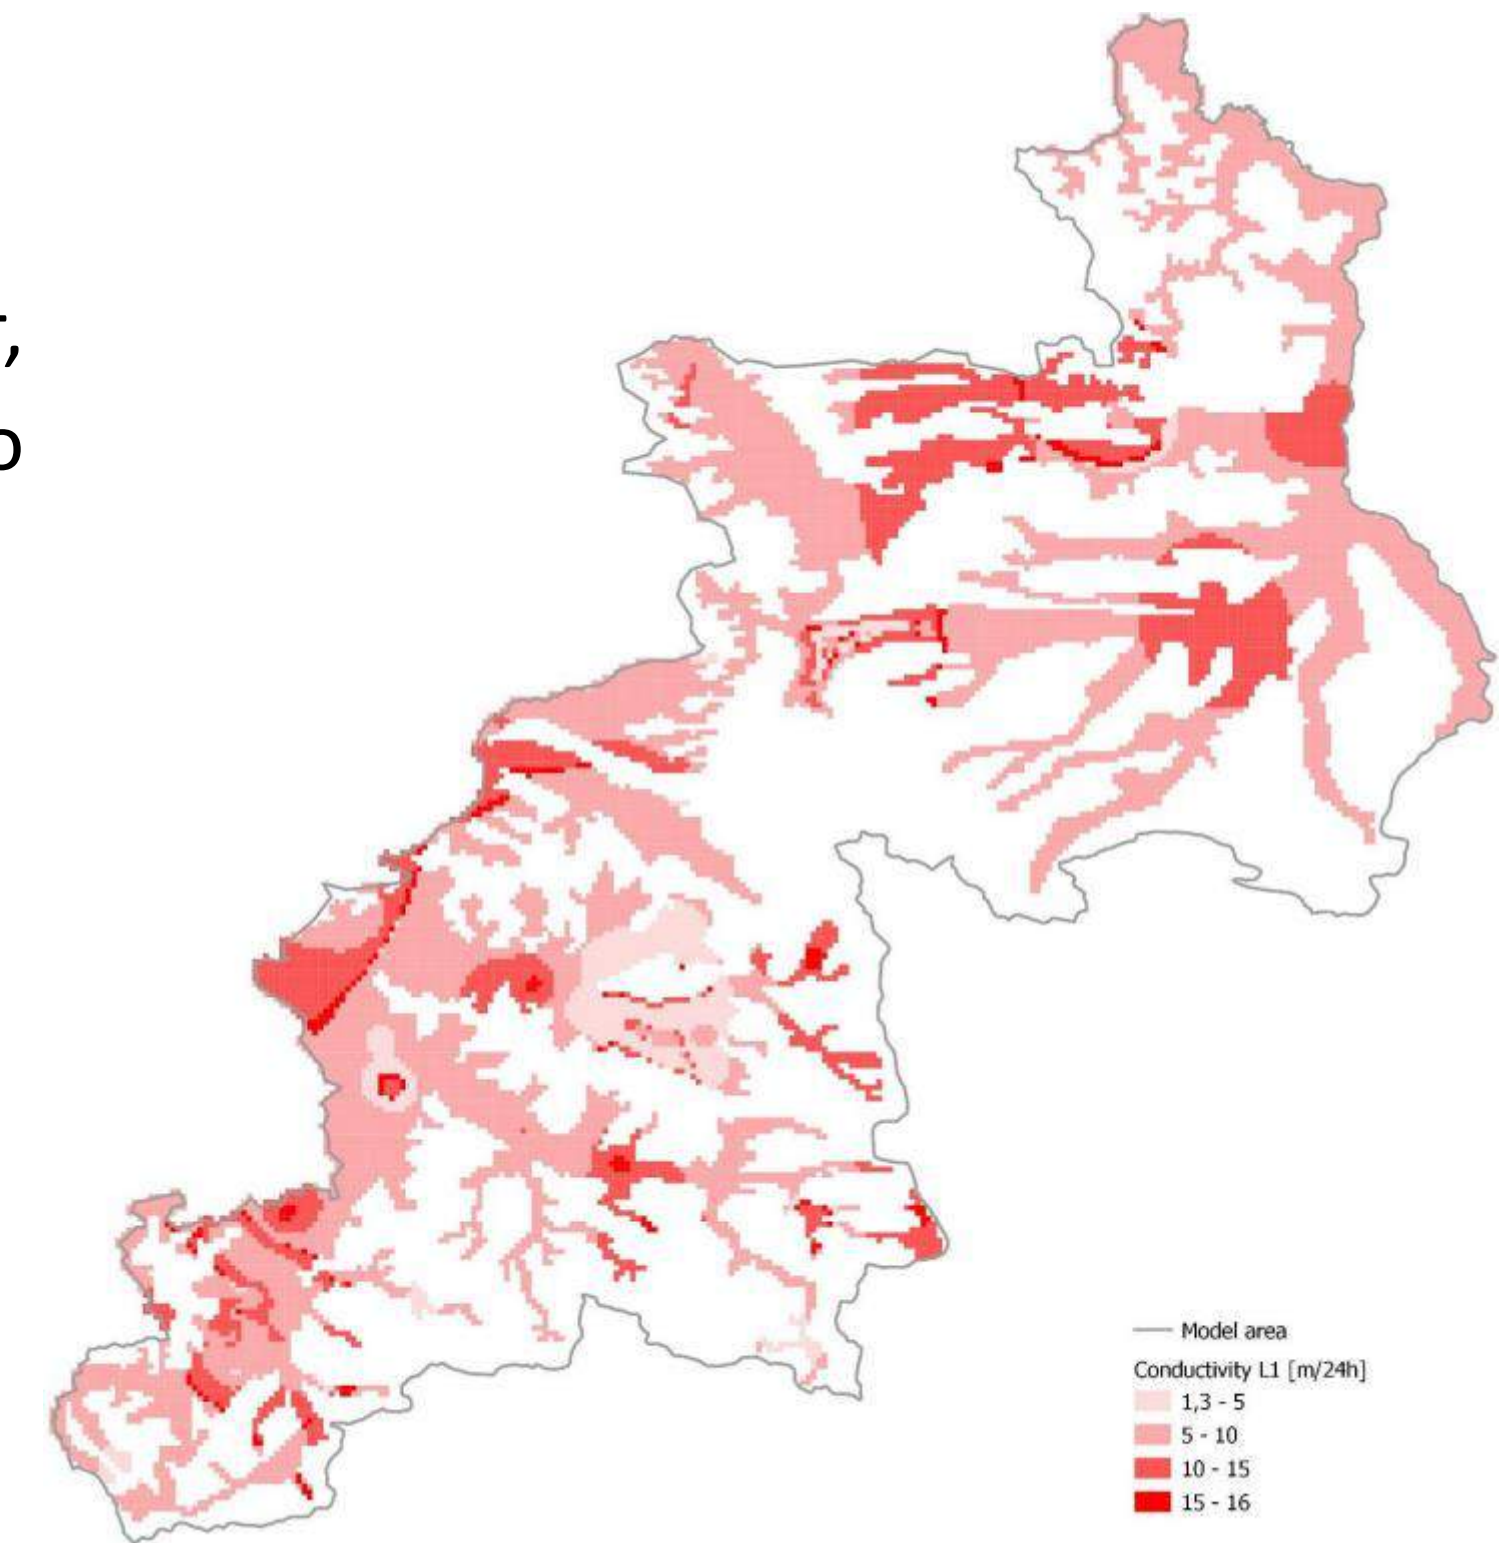 ,
o
Model area
Conductivity L1 [m/24h]
1,3 - 5
5 - 10
10 - 15
15 - 16